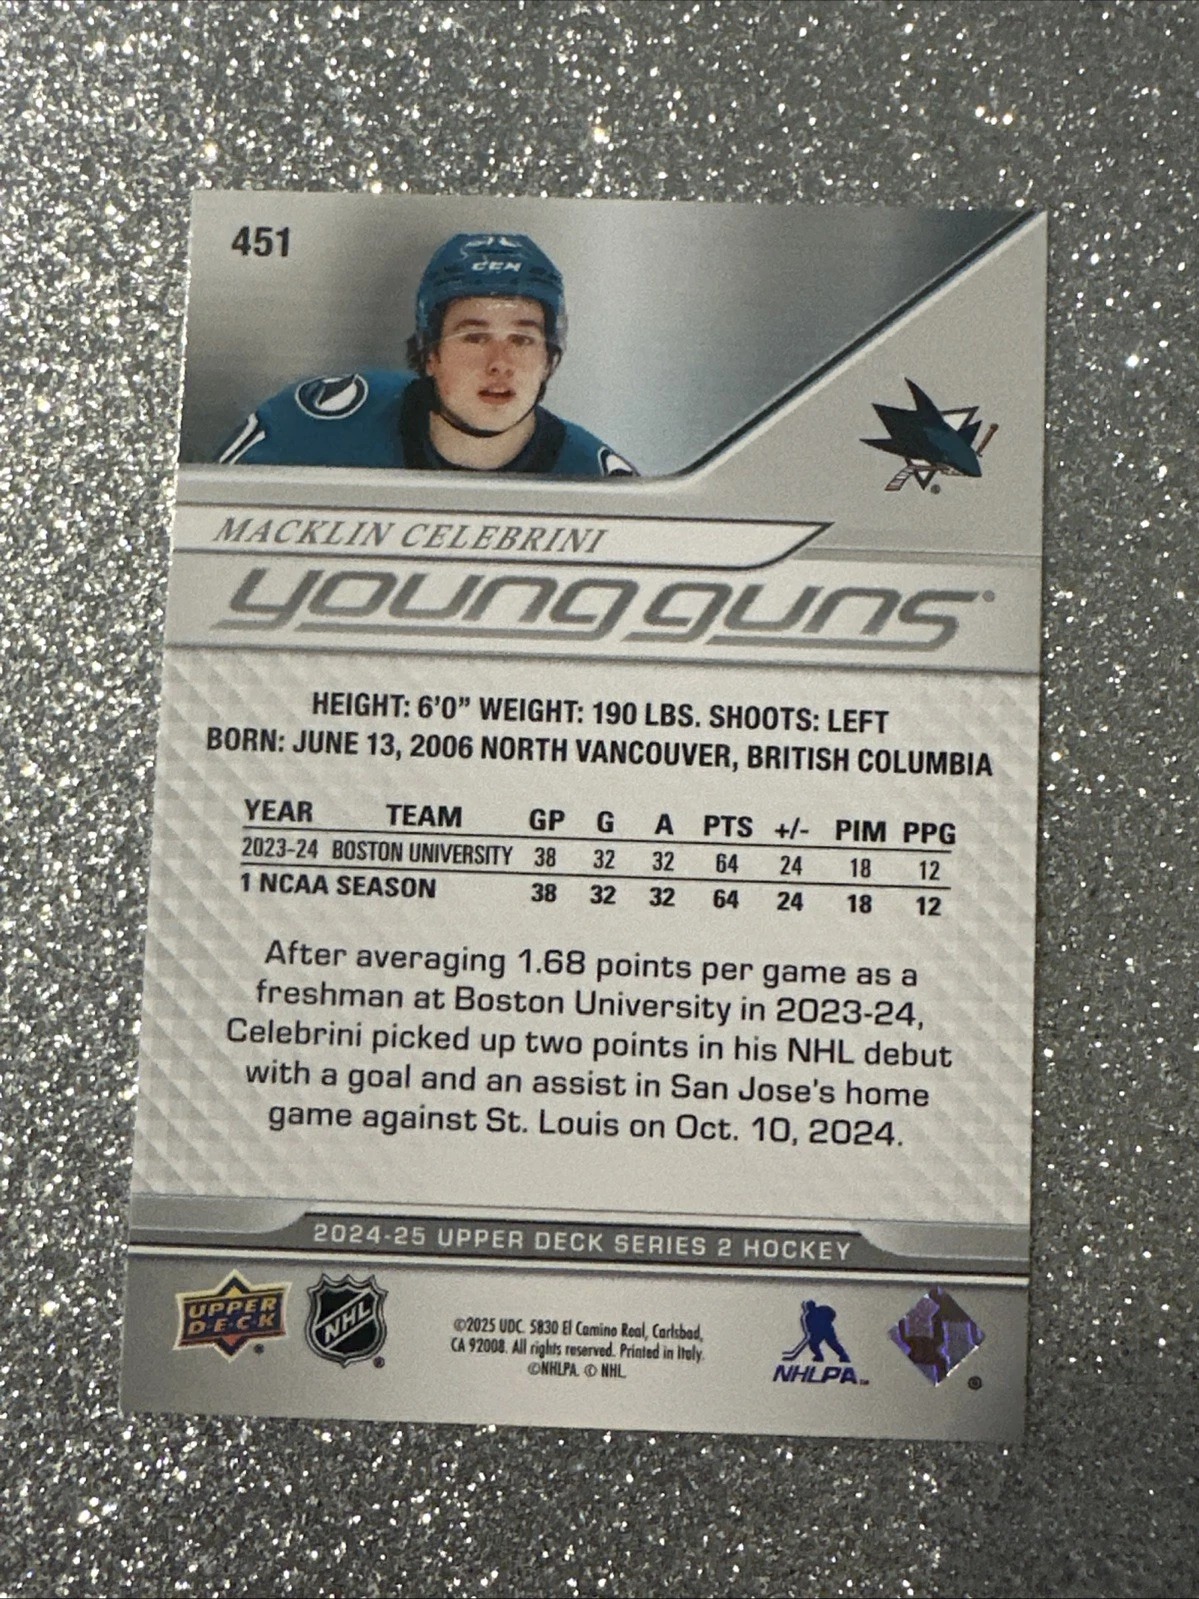 451
CCM
MACKLIN CELEBRINI
young guns®
HEIGHT: 6'0" WEIGHT: 190 LBS. SHOOTS: LEFT
BORN: JUNE 13, 2006 NORTH VANCOUVER, BRITISH COLUMBIA
YEAR TEAM GP G A PTS +/- PIM PPG
2023-24 BOSTON UNIVERSITY 38 32 32 64 24 18 12
1 NCAA SEASON 38 32 32 64 24 18 12
After averaging 1.68 points per game as a
freshman at Boston University in 2023-24,
Celebrini picked up two points in his NHL debut
with a goal and an assist in San Jose's home
game against St. Louis on Oct. 10, 2024.
2024-25 UPPER DECK SERIES 2 HOCKEY
UPPER
DECK
®
NHL
®
©2025 UDC. 5830 El Camino Real, Carlsbad,
CA 92008. All rights reserved. Printed in Italy.
©NHLPA. © NHL.
NHLPA™
®